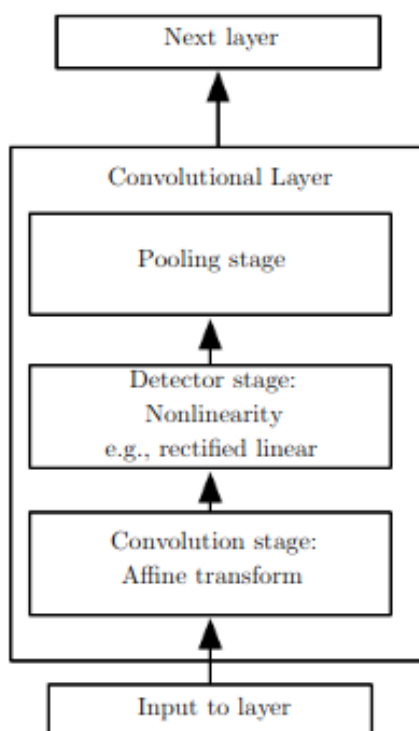 Next layer
Convolutional Layer
Pooling stage
Detector stage:
Nonlinearity
e.g., rectified linear
Convolution stage:
Affine transform
Input to layer